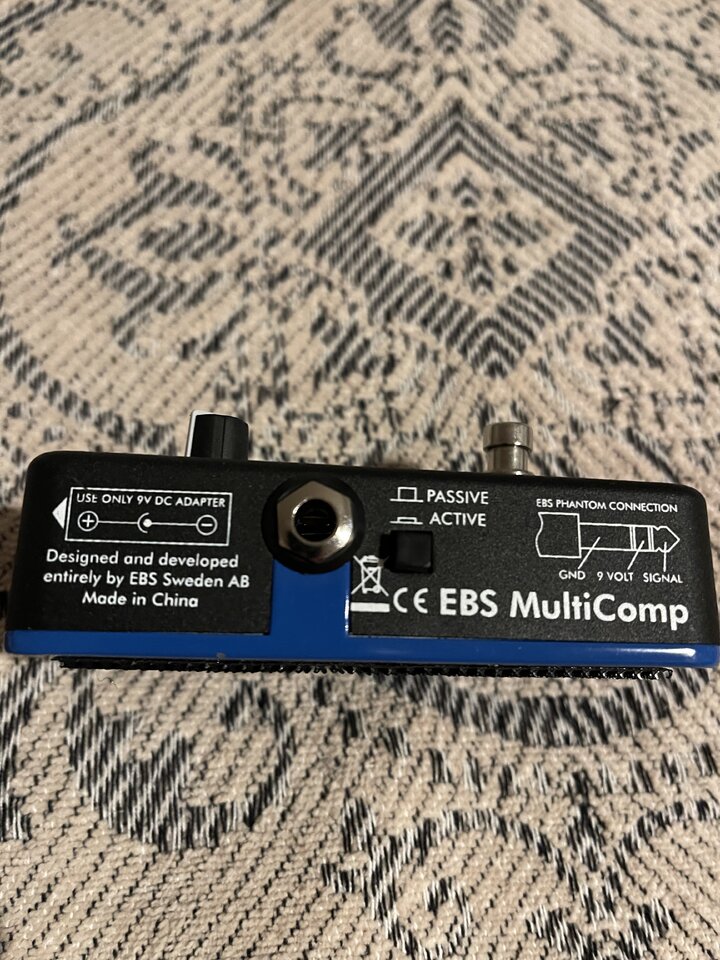 USE ONLY 9V DC ADAPTER
+ −
Designed and developed
entirely by EBS Sweden AB
Made in China
PASSIVE
ACTIVE
CE EBS MultiComp
EBS PHANTOM CONNECTION
GND 9 VOLT SIGNAL